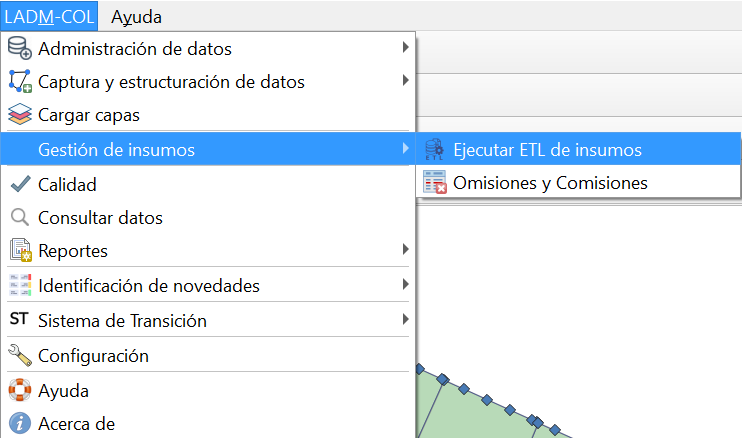 LADM-COL Ayuda
Administración de datos
Captura y estructuración de datos
Cargar capas
Gestión de insumos
Ejecutar ETL de insumos
Omisiones y Comisiones
Calidad
Consultar datos
Reportes
Identificación de novedades
ST Sistema de Transición
Configuración
Ayuda
Acerca de